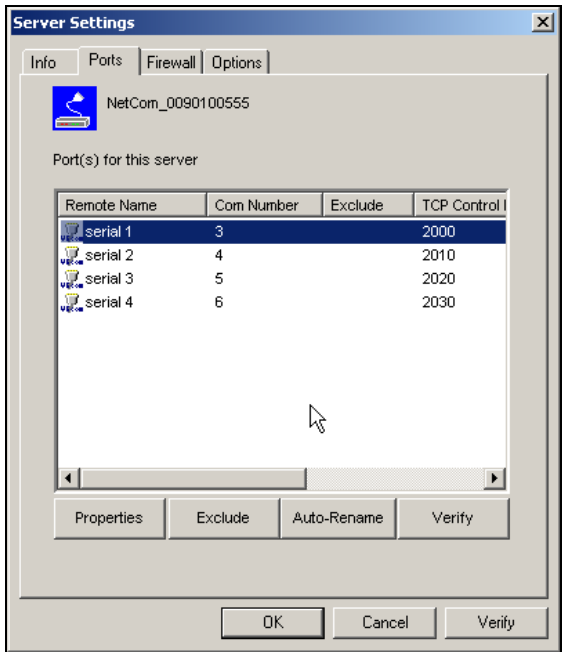 Server Settings
Info Ports Firewall Options
NetCom_0090100555
Port(s) for this server
Remote Name Com Number Exclude TCP Control
serial 1 3 2000
serial 2 4 2010
serial 3 5 2020
serial 4 6 2030
Properties Exclude Auto-Rename Verify
OK Cancel Verify